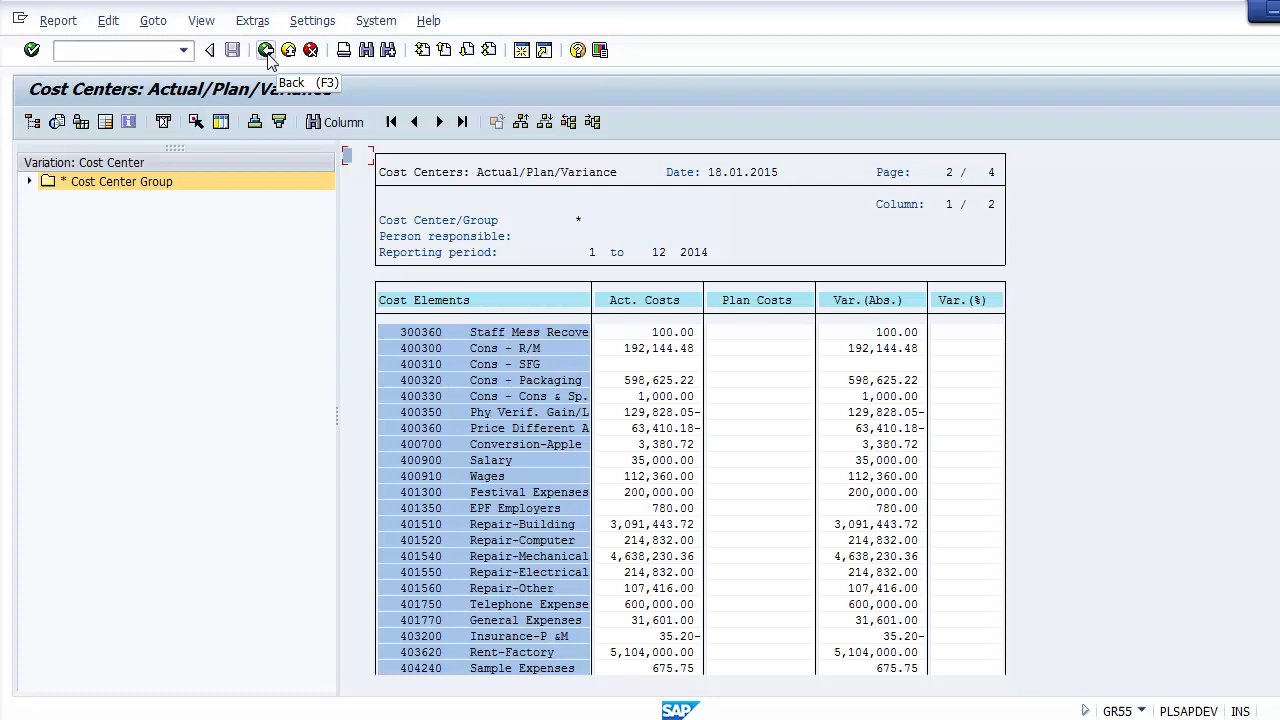 Report Edit Goto View Extras Settings System Help
Back (F3)
Cost Centers: Actual/Plan/Variance
Column
Variation: Cost Center
* Cost Center Group
Cost Centers: Actual/Plan/Variance Date: 18.01.2015 Page: 2 / 4
Column: 1 / 2
Cost Center/Group *
Person responsible:
Reporting period: 1 to 12 2014
Cost Elements Act. Costs Plan Costs Var.(Abs.) Var.(%)
300360 Staff Mess Recove 100.00 100.00
400300 Cons - R/M 192,144.48 192,144.48
400310 Cons - SFG
400320 Cons - Packaging 598,625.22 598,625.22
400330 Cons - Cons & Sp. 1,000.00 1,000.00
400350 Phy Verif. Gain/L 129,828.05- 129,828.05-
400360 Price Different A 63,410.18- 63,410.18-
400700 Conversion-Apple 3,380.72 3,380.72
400900 Salary 35,000.00 35,000.00
400910 Wages 112,360.00 112,360.00
401300 Festival Expenses 200,000.00 200,000.00
401350 EPF Employers 780.00 780.00
401510 Repair-Building 3,091,443.72 3,091,443.72
401520 Repair-Computer 214,832.00 214,832.00
401540 Repair-Mechanical 4,638,230.36 4,638,230.36
401550 Repair-Electrical 214,832.00 214,832.00
401560 Repair-Other 107,416.00 107,416.00
401750 Telephone Expense 600,000.00 600,000.00
401770 General Expenses 31,601.00 31,601.00
403200 Insurance-P &M 35.20- 35.20-
403620 Rent-Factory 5,104,000.00 5,104,000.00
404240 Sample Expenses 675.75 675.75
SAP GR55 PLSAPDEV INS